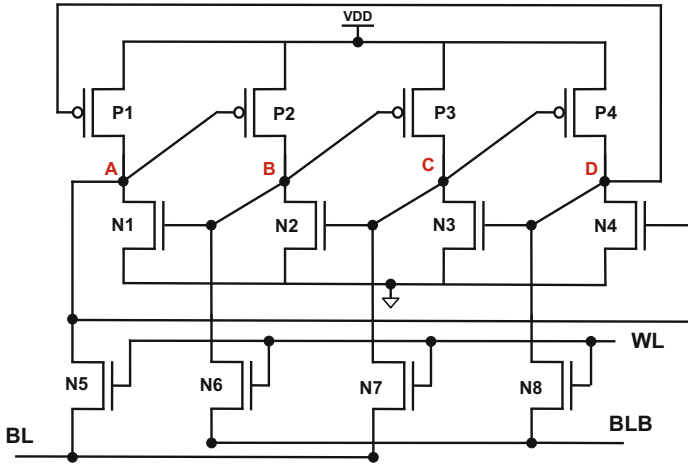 VDD
P1 P2 P3 P4
A B C D
N1 N2 N3 N4
WL
N5 N6 N7 N8
BL BLB